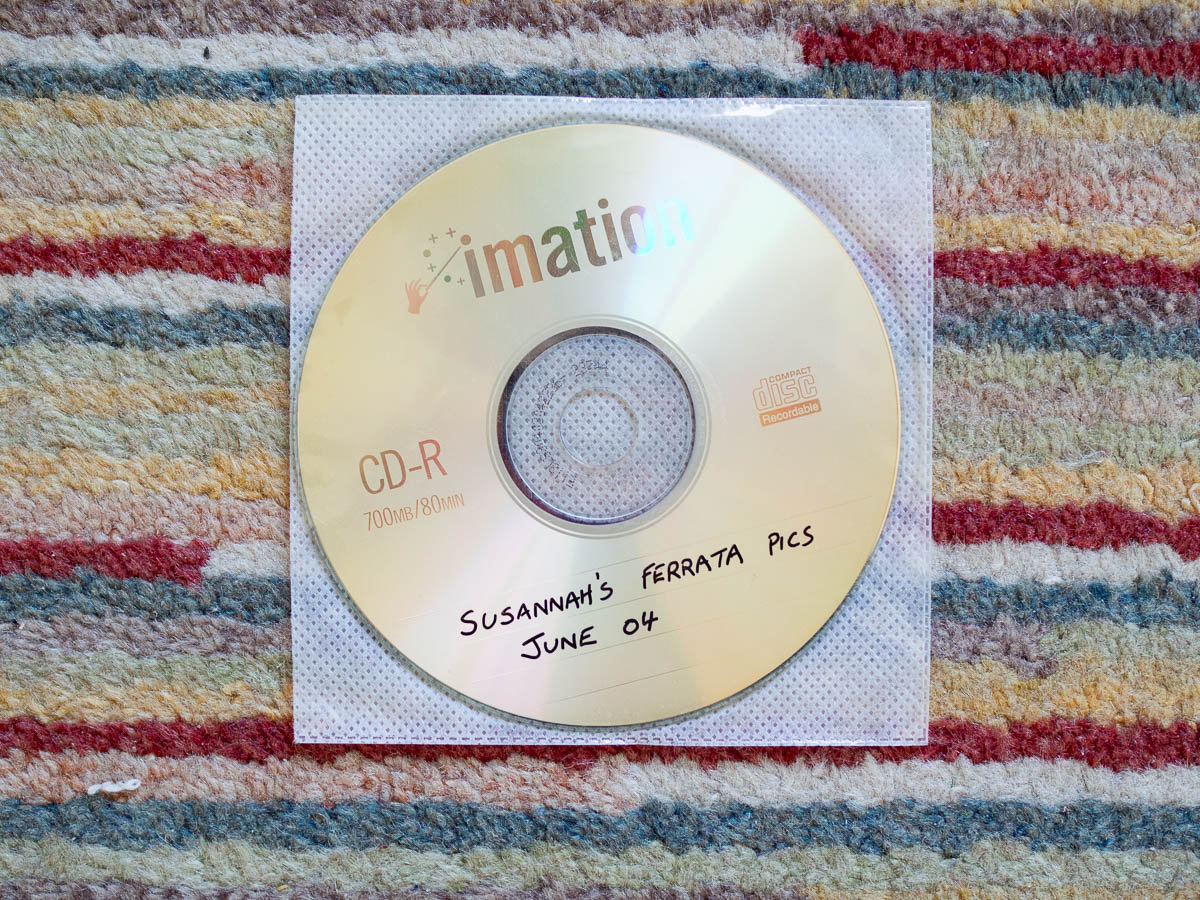 imation
COMPACT
disc
Recordable
CD-R
700MB/80MIN
SUSANNAH'S FERRATA PICS
JUNE 04